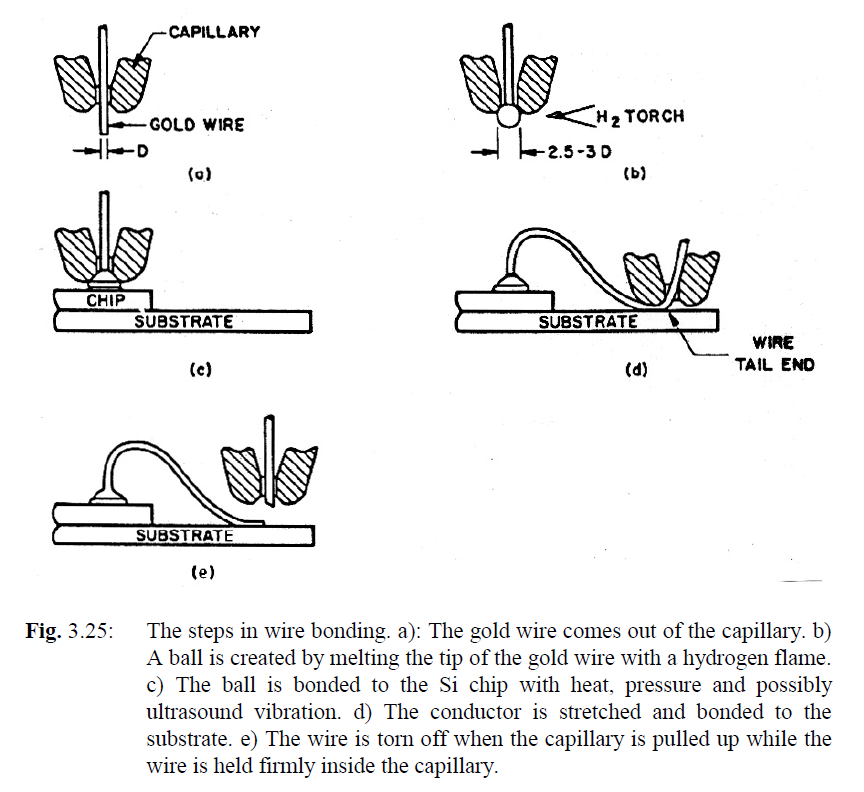 CAPILLARY
GOLD WIRE
D
(a)
H2 TORCH
2.5-3 D
(b)
CHIP
SUBSTRATE
(c)
SUBSTRATE
WIRE
TAIL END
(d)
SUBSTRATE
(e)
Fig. 3.25: The steps in wire bonding. a): The gold wire comes out of the capillary. b)
A ball is created by melting the tip of the gold wire with a hydrogen flame.
c) The ball is bonded to the Si chip with heat, pressure and possibly
ultrasound vibration. d) The conductor is stretched and bonded to the
substrate. e) The wire is torn off when the capillary is pulled up while the
wire is held firmly inside the capillary.